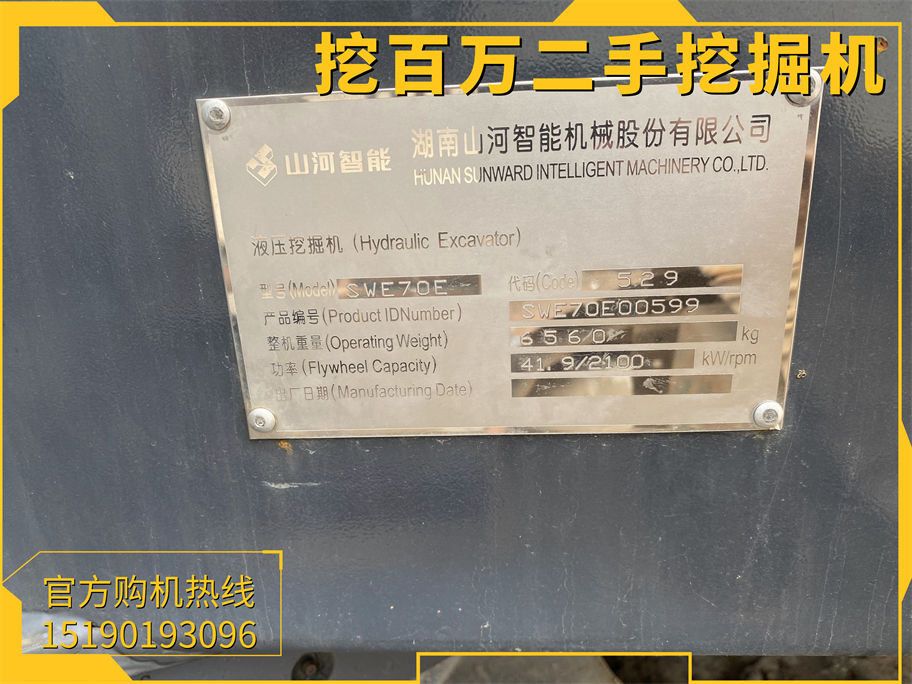 挖百万二手挖掘机
山河智能 湖南山河智能机械股份有限公司
HUNAN SUNWARD INTELLIGENT MACHINERY CO.,LTD.
液压挖掘机 (Hydraulic Excavator)
型号(Model) SWE70E 代码(Code) 529
产品编号(Product IDNumber) SWE70E00599
整机重量(Operating Weight) 6560 kg
功率(Flywheel Capacity) 41.9/2100 kW/rpm
出厂日期(Manufacturing Date)
官方购机热线
15190193096